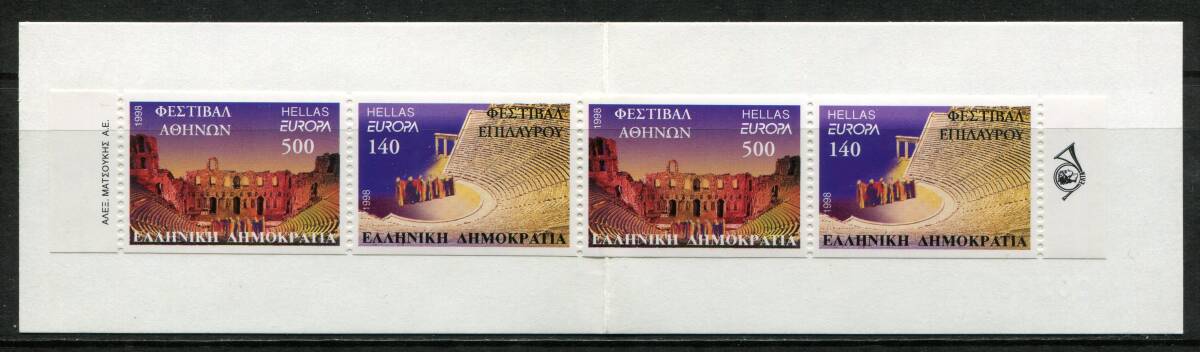 ΑΛΕΞ. ΜΑΤΣΟΥΚΗΣ Α.Ε.
1998
ΦΕΣΤΙΒΑΛ
ΑΘΗΝΩΝ
HELLAS
EUROPA
500
ΕΛΛΗΝΙΚΗ ΔΗΜΟΚΡΑΤΙΑ
HELLAS
EUROPA
140
ΦΕΣΤΙΒΑΛ
ΕΠΙΔΑΥΡΟΥ
1998
ΕΛΛΗΝΙΚΗ ΔΗΜΟΚΡΑΤΙΑ
1998
ΦΕΣΤΙΒΑΛ
ΑΘΗΝΩΝ
HELLAS
EUROPA
500
ΕΛΛΗΝΙΚΗ ΔΗΜΟΚΡΑΤΙΑ
HELLAS
EUROPA
140
ΦΕΣΤΙΒΑΛ
ΕΠΙΔΑΥΡΟΥ
1998
ΕΛΛΗΝΙΚΗ ΔΗΜΟΚΡΑΤΙΑ